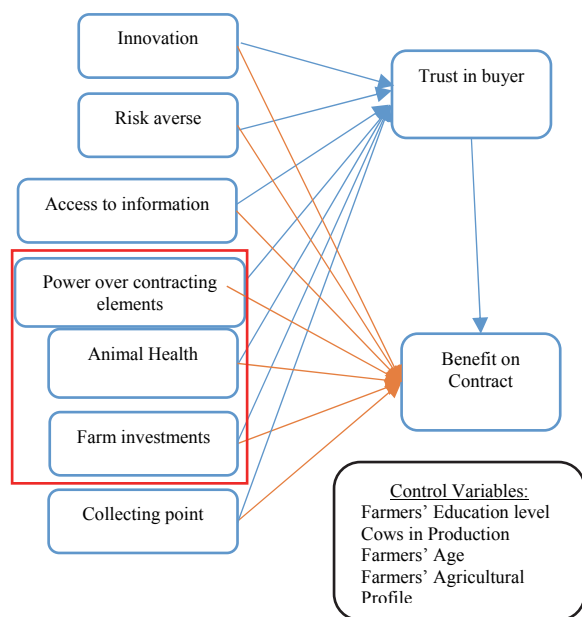 Innovation
Trust in buyer
Risk averse
Access to information
Power over contracting
elements
Animal Health
Benefit on
Contract
Farm investments
Collecting point
Control Variables:
Farmers’ Education level
Cows in Production
Farmers’ Age
Farmers’ Agricultural
Profile